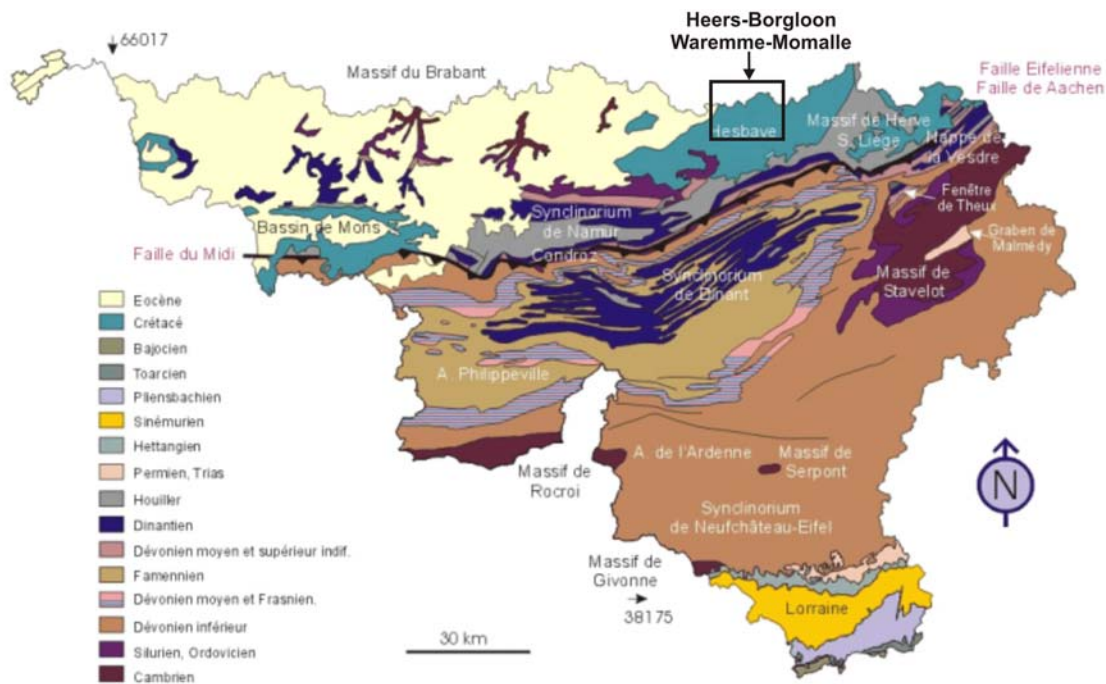 Heers-Borgloon
Waremme-Momalle
66017
Massif du Brabant
Faille Eifelienne
Faille de Aachen
Hesbaye
Massif de Herve
S. Liège
Nappe de
la Vesdre
Fenêtre
de Theux
Graben de
Malmédy
Synclinorium
de Namur
Bassin de Mons
Faille du Midi
Condroz
Synclinorium
de Dinant
Massif de
Stavelot
Eocène
Crétacé
Bajocien
Toarcien
Pliensbachien
Sinémurien
Hettangien
Permien, Trias
Houiller
Dinantien
Dévonien moyen et supérieur indif.
Famennien
Dévonien moyen et Frasnien.
Dévonien inférieur
Silurien, Ordovicien
Cambrien
A. Philippeville
Massif de
Rocroi
A. de l'Ardenne
Massif de
Serpont
Synclinorium
de Neufchâteau-Eifel
Massif de
Givonne
38175
Lorraine
30 km
N